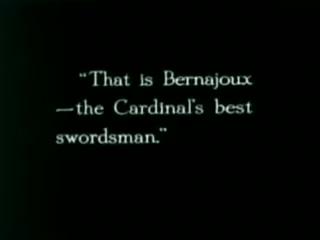 "That is Bernajoux
—the Cardinal's best
swordsman."